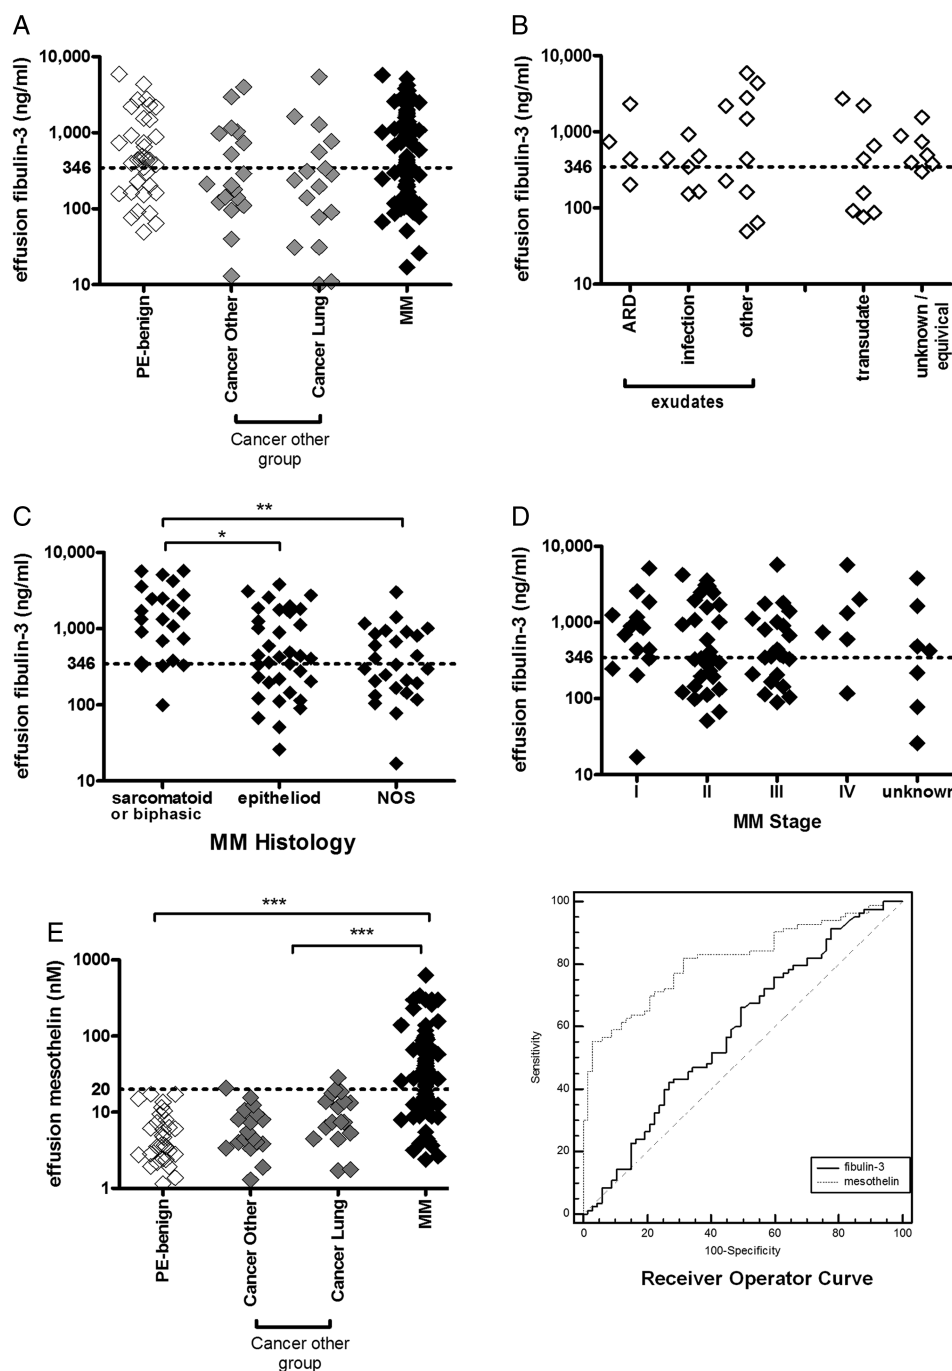 A
effusion fibulin-3 (ng/ml)
10,000
1,000
346
100
10
PE-benign
Cancer Other
Cancer Lung
MM
Cancer other
group
B
effusion fibulin-3 (ng/ml)
10,000
1,000
346
100
10
ARD
infection
other
transudate
unknown /
equivical
exudates
C
effusion fibulin-3 (ng/ml)
10,000
1,000
346
100
10
**
*
sarcomatoid
or biphasic
epitheliod
NOS
MM Histology
D
effusion fibulin-3 (ng/ml)
10,000
1,000
346
100
10
I
II
III
IV
unknown
MM Stage
E
effusion mesothelin (nM)
1000
100
20
10
1
***
***
PE-benign
Cancer Other
Cancer Lung
MM
Cancer other
group
Sensitivity
100
80
60
40
20
0
0 20 40 60 80 100
fibulin-3
mesothelin
100-Specificity
Receiver Operator Curve